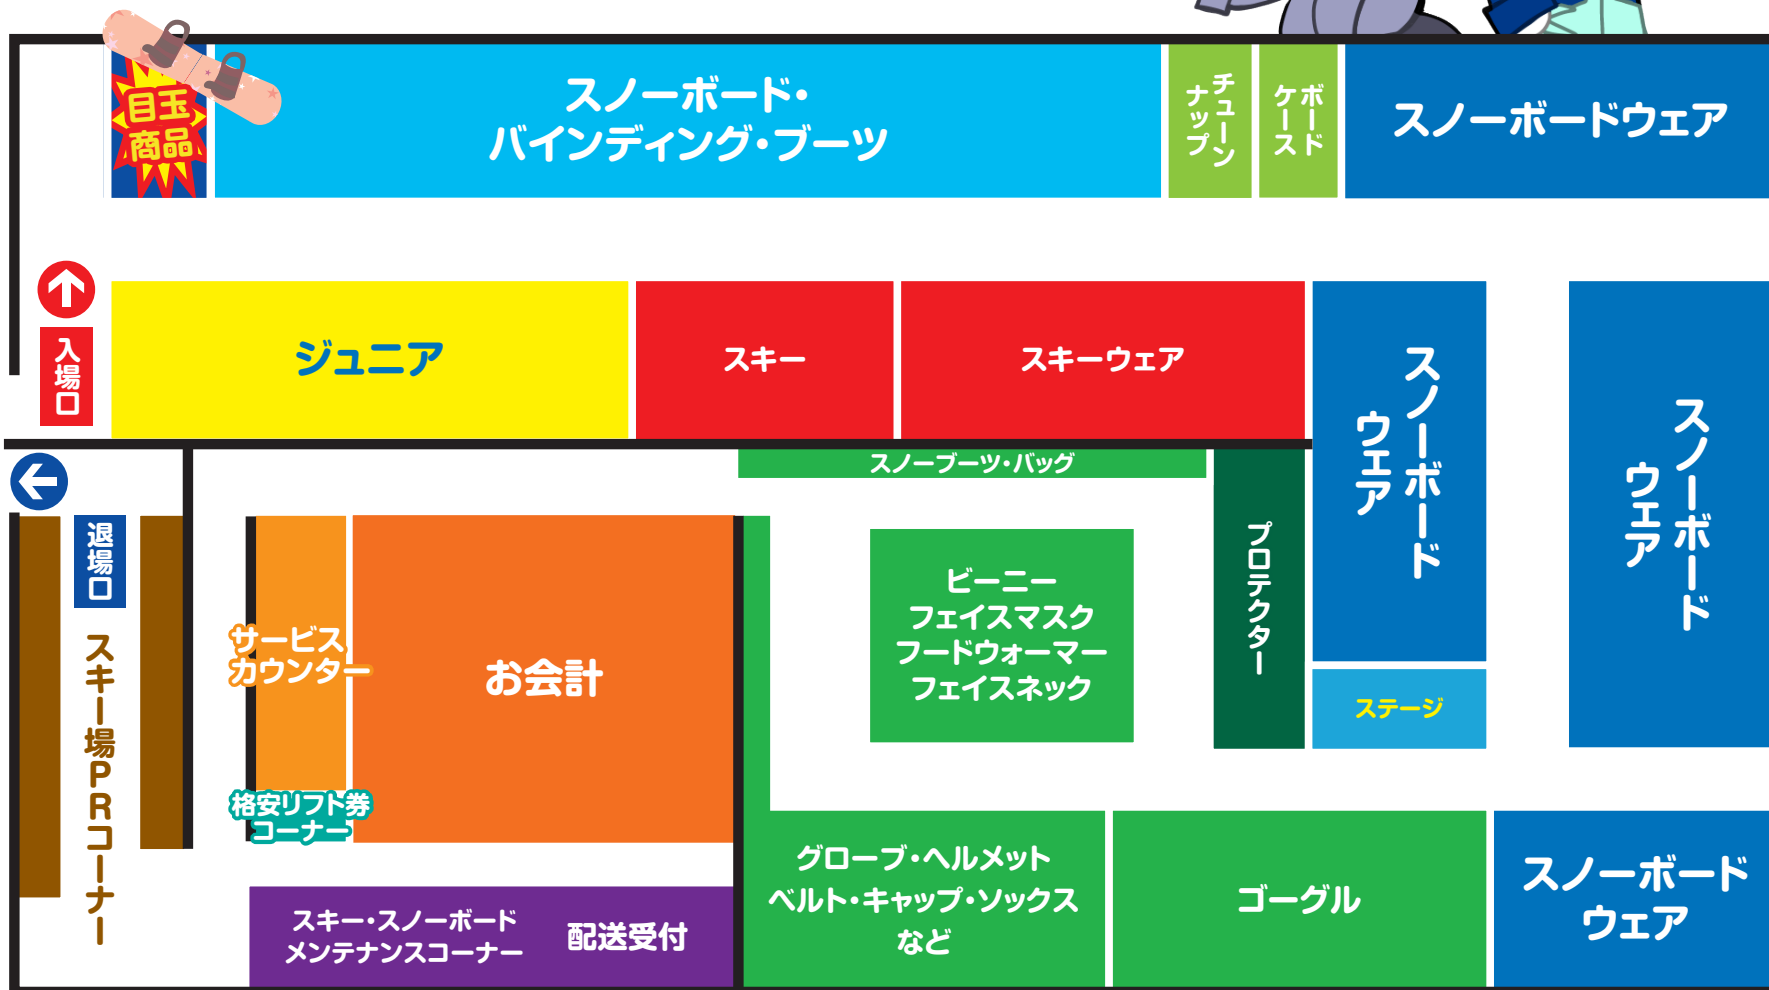 目玉
商品
スノーボード・
バインディング・ブーツ
チューン
ナップ
ボード
ケース
スノーボードウェア
入場口
ジュニア
スキー
スキーウェア
スノーボード
ウェア
スノーボード
ウェア
退場口
スキー場PRコーナー
サービス
カウンター
お会計
格安リフト券
コーナー
スノーブーツ・バッグ
ビーニー
フェイスマスク
フードウォーマー
フェイスネック
プロテクター
ステージ
スキー・スノーボード
メンテナンスコーナー
配送受付
グローブ・ヘルメット
ベルト・キャップ・ソックス
など
ゴーグル
スノーボード
ウェア